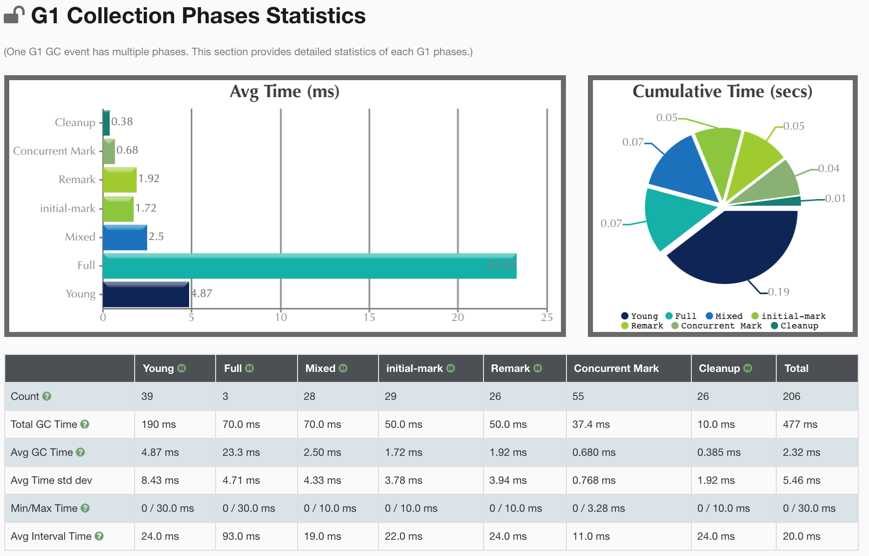 G1 Collection Phases Statistics
(One G1 GC event has multiple phases. This section provides detailed statistics of each G1 phases.)
Avg Time (ms)
Cleanup 0.38
Concurrent Mark 0.68
Remark 1.92
initial-mark 1.72
Mixed 2.5
Full
Young 4.87
0 5 10 15 20 25
Cumulative Time (secs)
0.05
0.05
0.07
0.04
0.01
0.07
0.19
Young Full Mixed initial-mark
Remark Concurrent Mark Cleanup
Young Full Mixed initial-mark Remark Concurrent Mark Cleanup Total
Count ? 39 3 28 29 26 55 26 206
Total GC Time ? 190 ms 70.0 ms 70.0 ms 50.0 ms 50.0 ms 37.4 ms 10.0 ms 477 ms
Avg GC Time ? 4.87 ms 23.3 ms 2.50 ms 1.72 ms 1.92 ms 0.680 ms 0.385 ms 2.32 ms
Avg Time std dev 8.43 ms 4.71 ms 4.33 ms 3.78 ms 3.94 ms 0.768 ms 1.92 ms 5.46 ms
Min/Max Time ? 0 / 30.0 ms 0 / 30.0 ms 0 / 10.0 ms 0 / 10.0 ms 0 / 10.0 ms 0 / 3.28 ms 0 / 10.0 ms 0 / 30.0 ms
Avg Interval Time ? 24.0 ms 93.0 ms 19.0 ms 22.0 ms 24.0 ms 11.0 ms 24.0 ms 20.0 ms